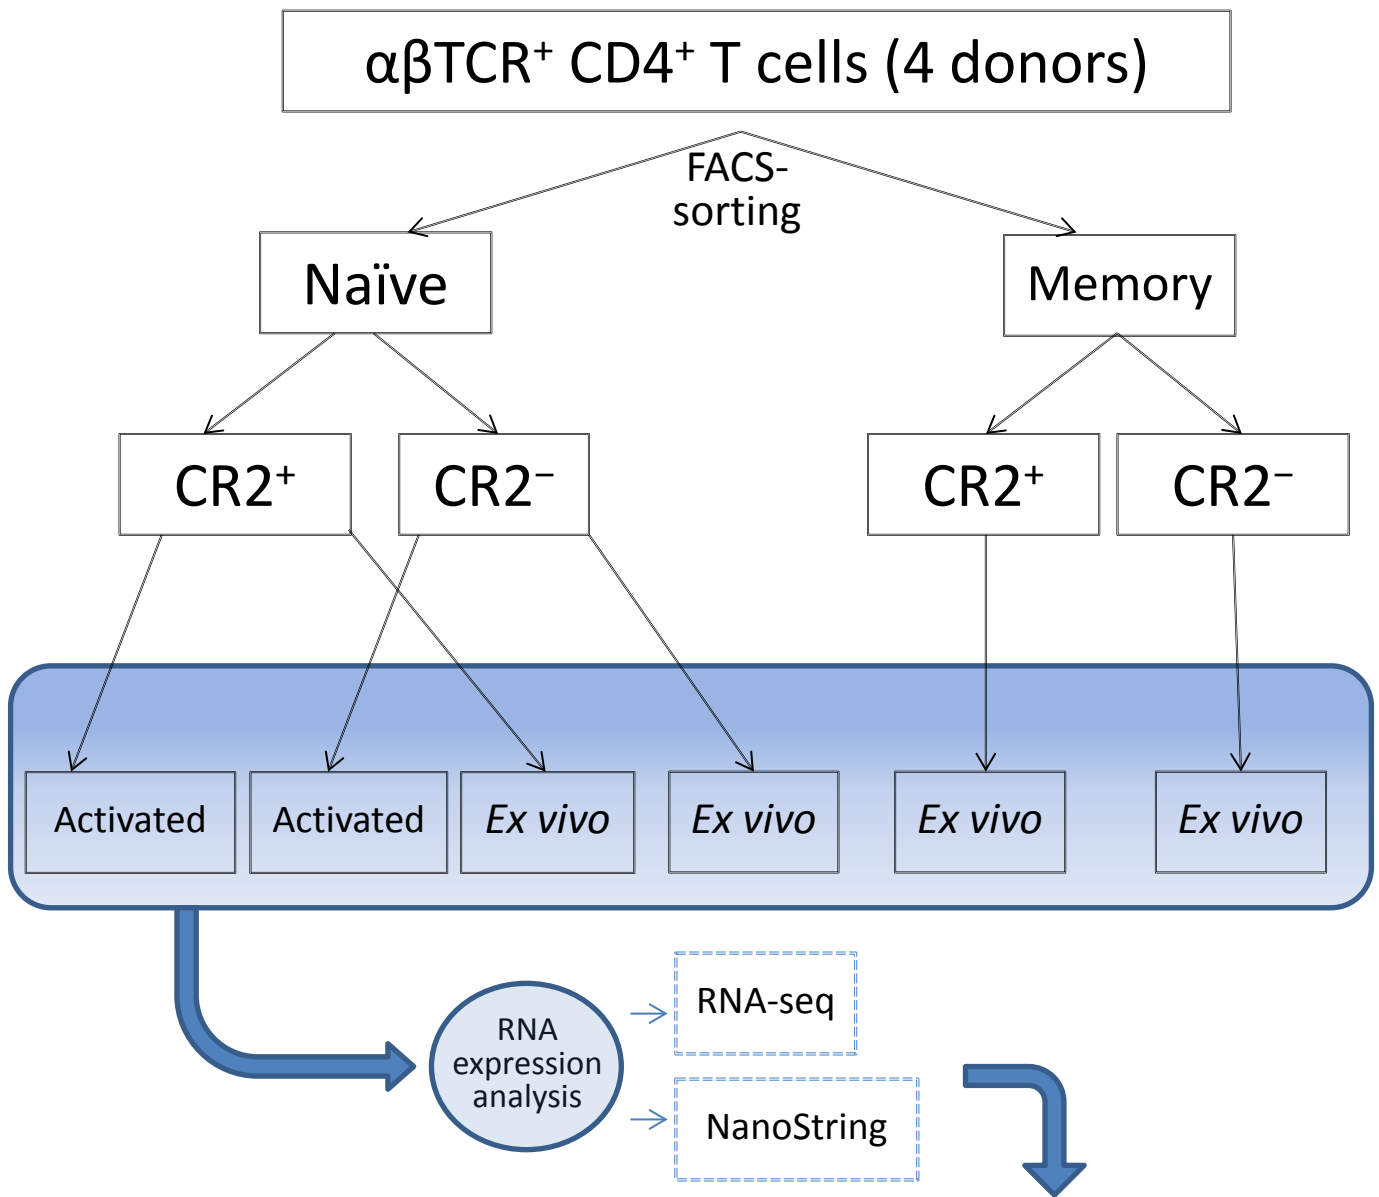 αβTCR⁺ CD4⁺ T cells (4 donors)
FACS-
sorting
Naïve
Memory
CR2⁺
CR2⁻
CR2⁺
CR2⁻
Activated
Activated
Ex vivo
Ex vivo
Ex vivo
Ex vivo
RNA
expression
analysis
RNA-seq
NanoString